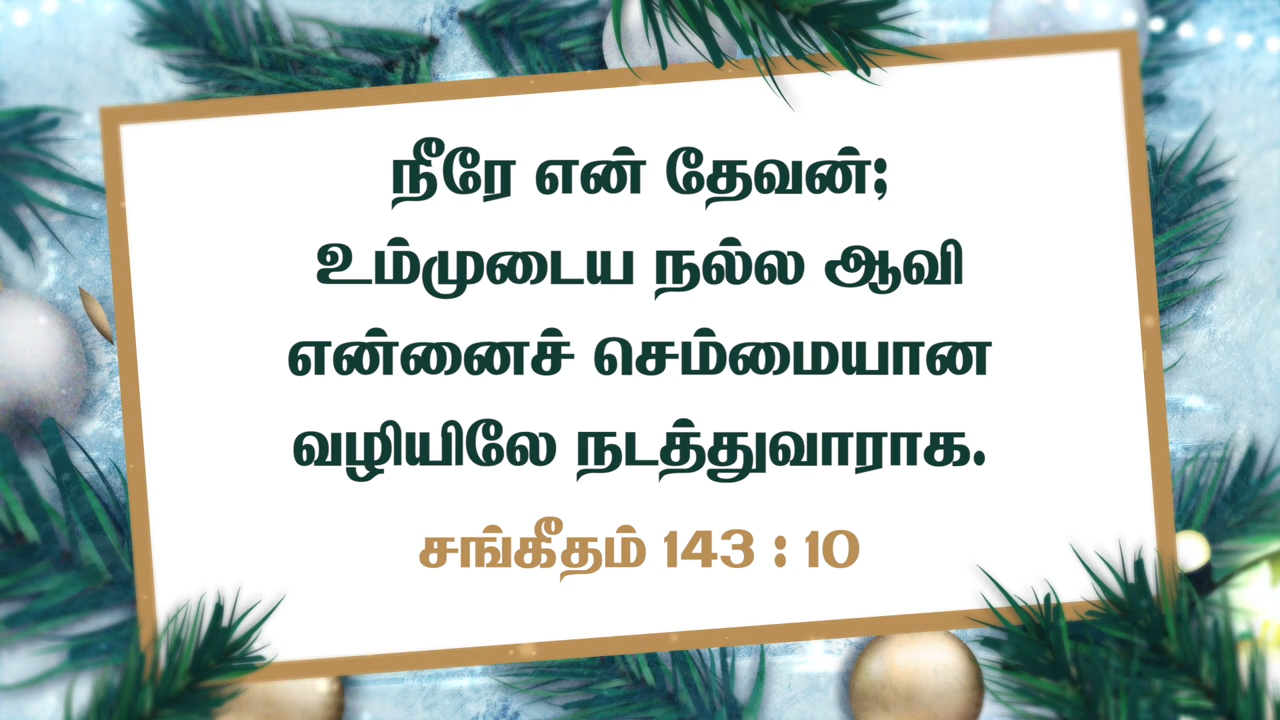 நீரே என் தேவன்;
உம்முடைய நல்ல ஆவி
என்னைச் செம்மையான
வழியிலே நடத்துவாராக.
சங்கீதம் 143 : 10